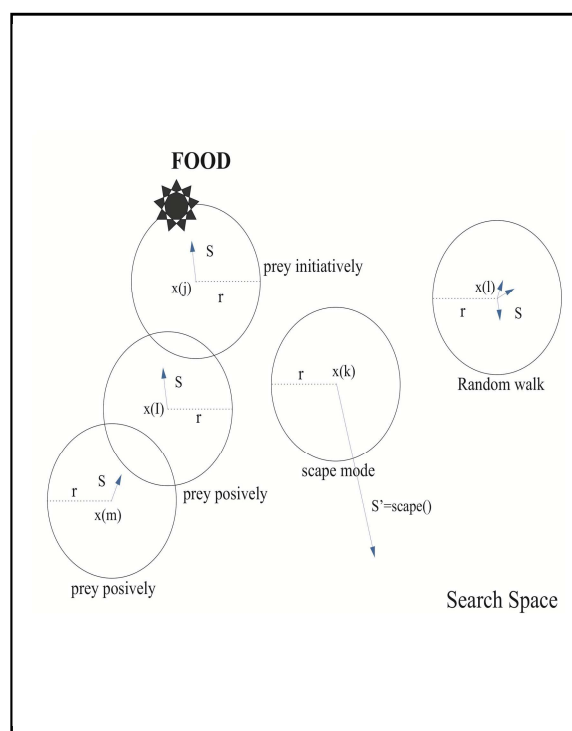 FOOD
S
prey initiatively
x(j)
r
x(l)
r
S
Random walk
S
x(I)
r
prey posively
r
x(k)
scape mode
S'=scape()
r
S
x(m)
prey posively
Search Space